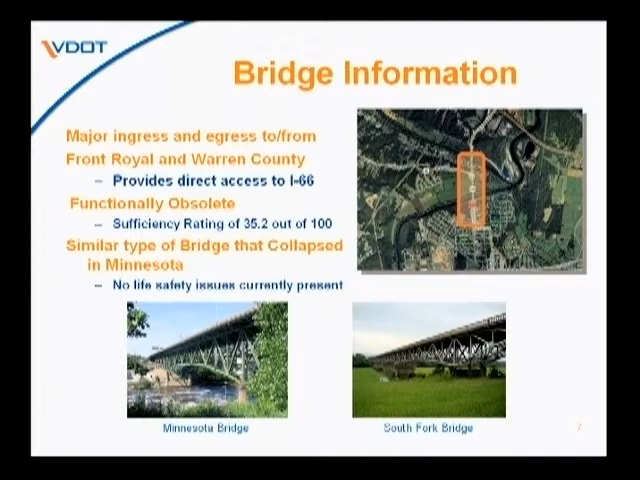 VDOT
Bridge Information
Major ingress and egress to/from
Front Royal and Warren County
– Provides direct access to I-66
Functionally Obsolete
– Sufficiency Rating of 35.2 out of 100
Similar type of Bridge that Collapsed
in Minnesota
– No life safety issues currently present
Minnesota Bridge
South Fork Bridge
2